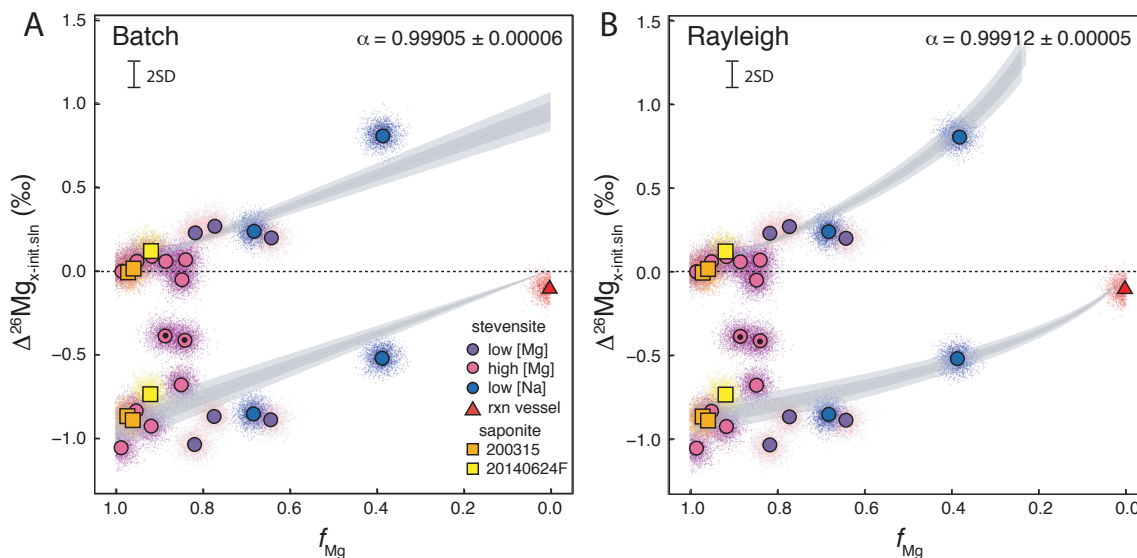 A
Batch
α = 0.99905 ± 0.00006
2SD
Δ²⁶Mgₓ₋ᵢₙᵢₜ.ₛₗₙ (‰)
1.5
1.0
0.5
0.0
−0.5
−1.0
1.0
0.8
0.6
0.4
0.2
0.0
f_Mg
stevensite
low [Mg]
high [Mg]
low [Na]
rxn vessel
saponite
200315
20140624F
B
Rayleigh
α = 0.99912 ± 0.00005
2SD
Δ²⁶Mgₓ₋ᵢₙᵢₜ.ₛₗₙ (‰)
1.5
1.0
0.5
0.0
−0.5
−1.0
1.0
0.8
0.6
0.4
0.2
0.0
f_Mg